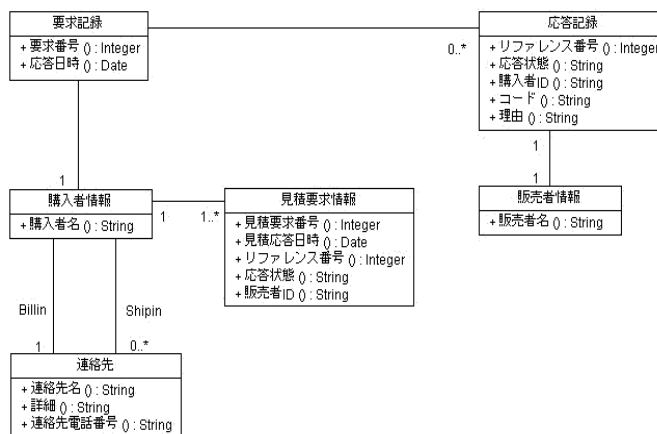 要求記録
+ 要求番号 () : Integer
+ 応答日時 () : Date
0..*
応答記録
+ リファレンス番号 () : Integer
+ 応答状態 () : String
+ 購入者ID () : String
+ コード () : String
+ 理由 () : String
1
1
1
購入者情報
+ 購入者名 () : String
1
1..*
見積要求情報
+ 見積要求番号 () : Integer
+ 見積応答日時 () : Date
+ リファレンス番号 () : Integer
+ 応答状態 () : String
+ 販売者ID () : String
販売者情報
+ 販売者名 () : String
Billin
Shipin
1
0..*
連絡先
+ 連絡先名 () : String
+ 詳細 () : String
+ 連絡先電話番号 () : String